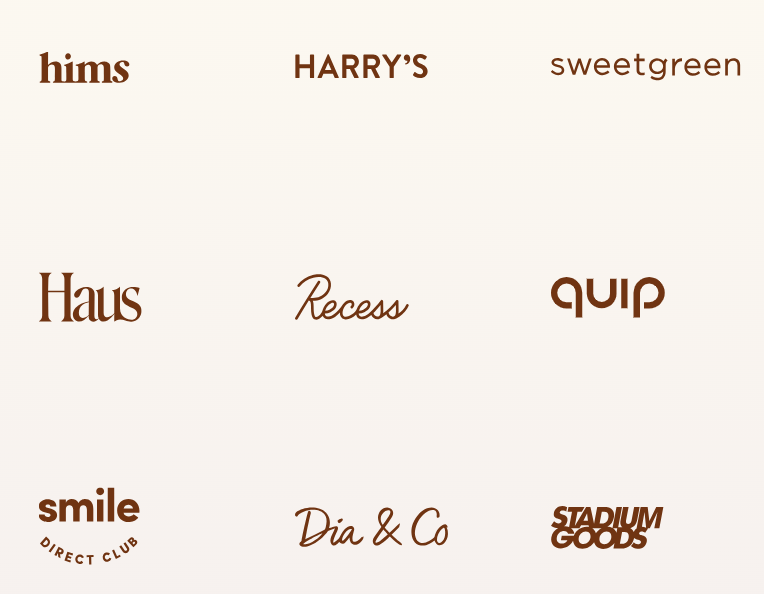 hims
HARRY'S
sweetgreen
Haus
Recess
quip
smile
DIRECT CLUB
Dia & Co
STADIUM
GOODS